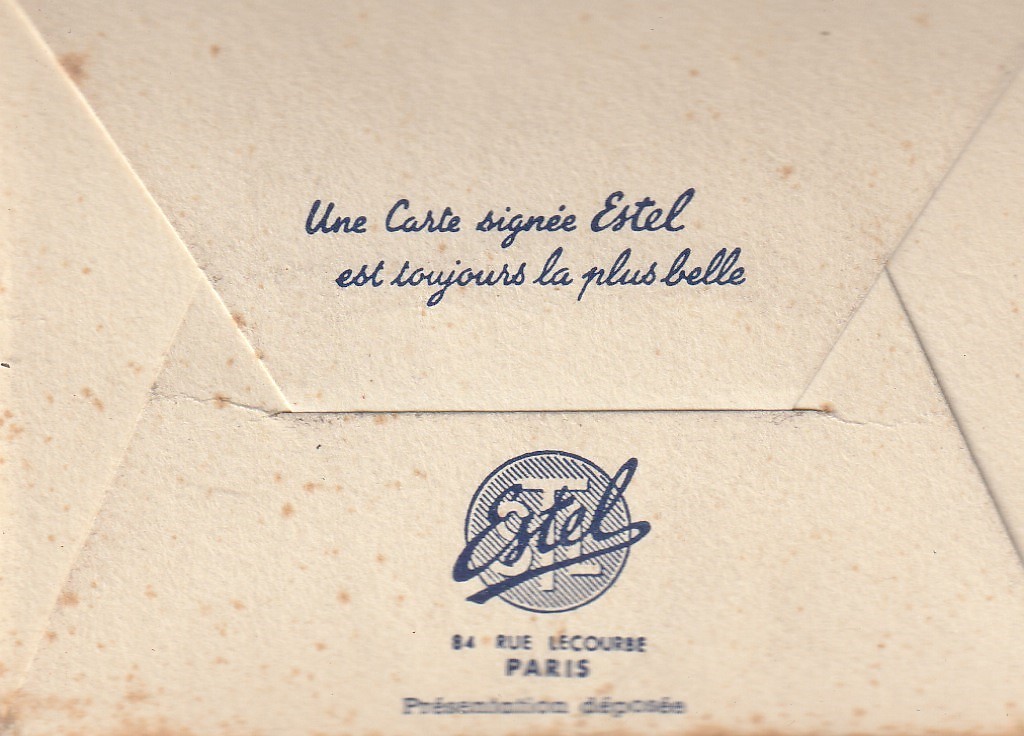 Une Carte signée Estel
est toujours la plus belle
Estel
84 RUE LECOURBE
PARIS
Présentation déposée